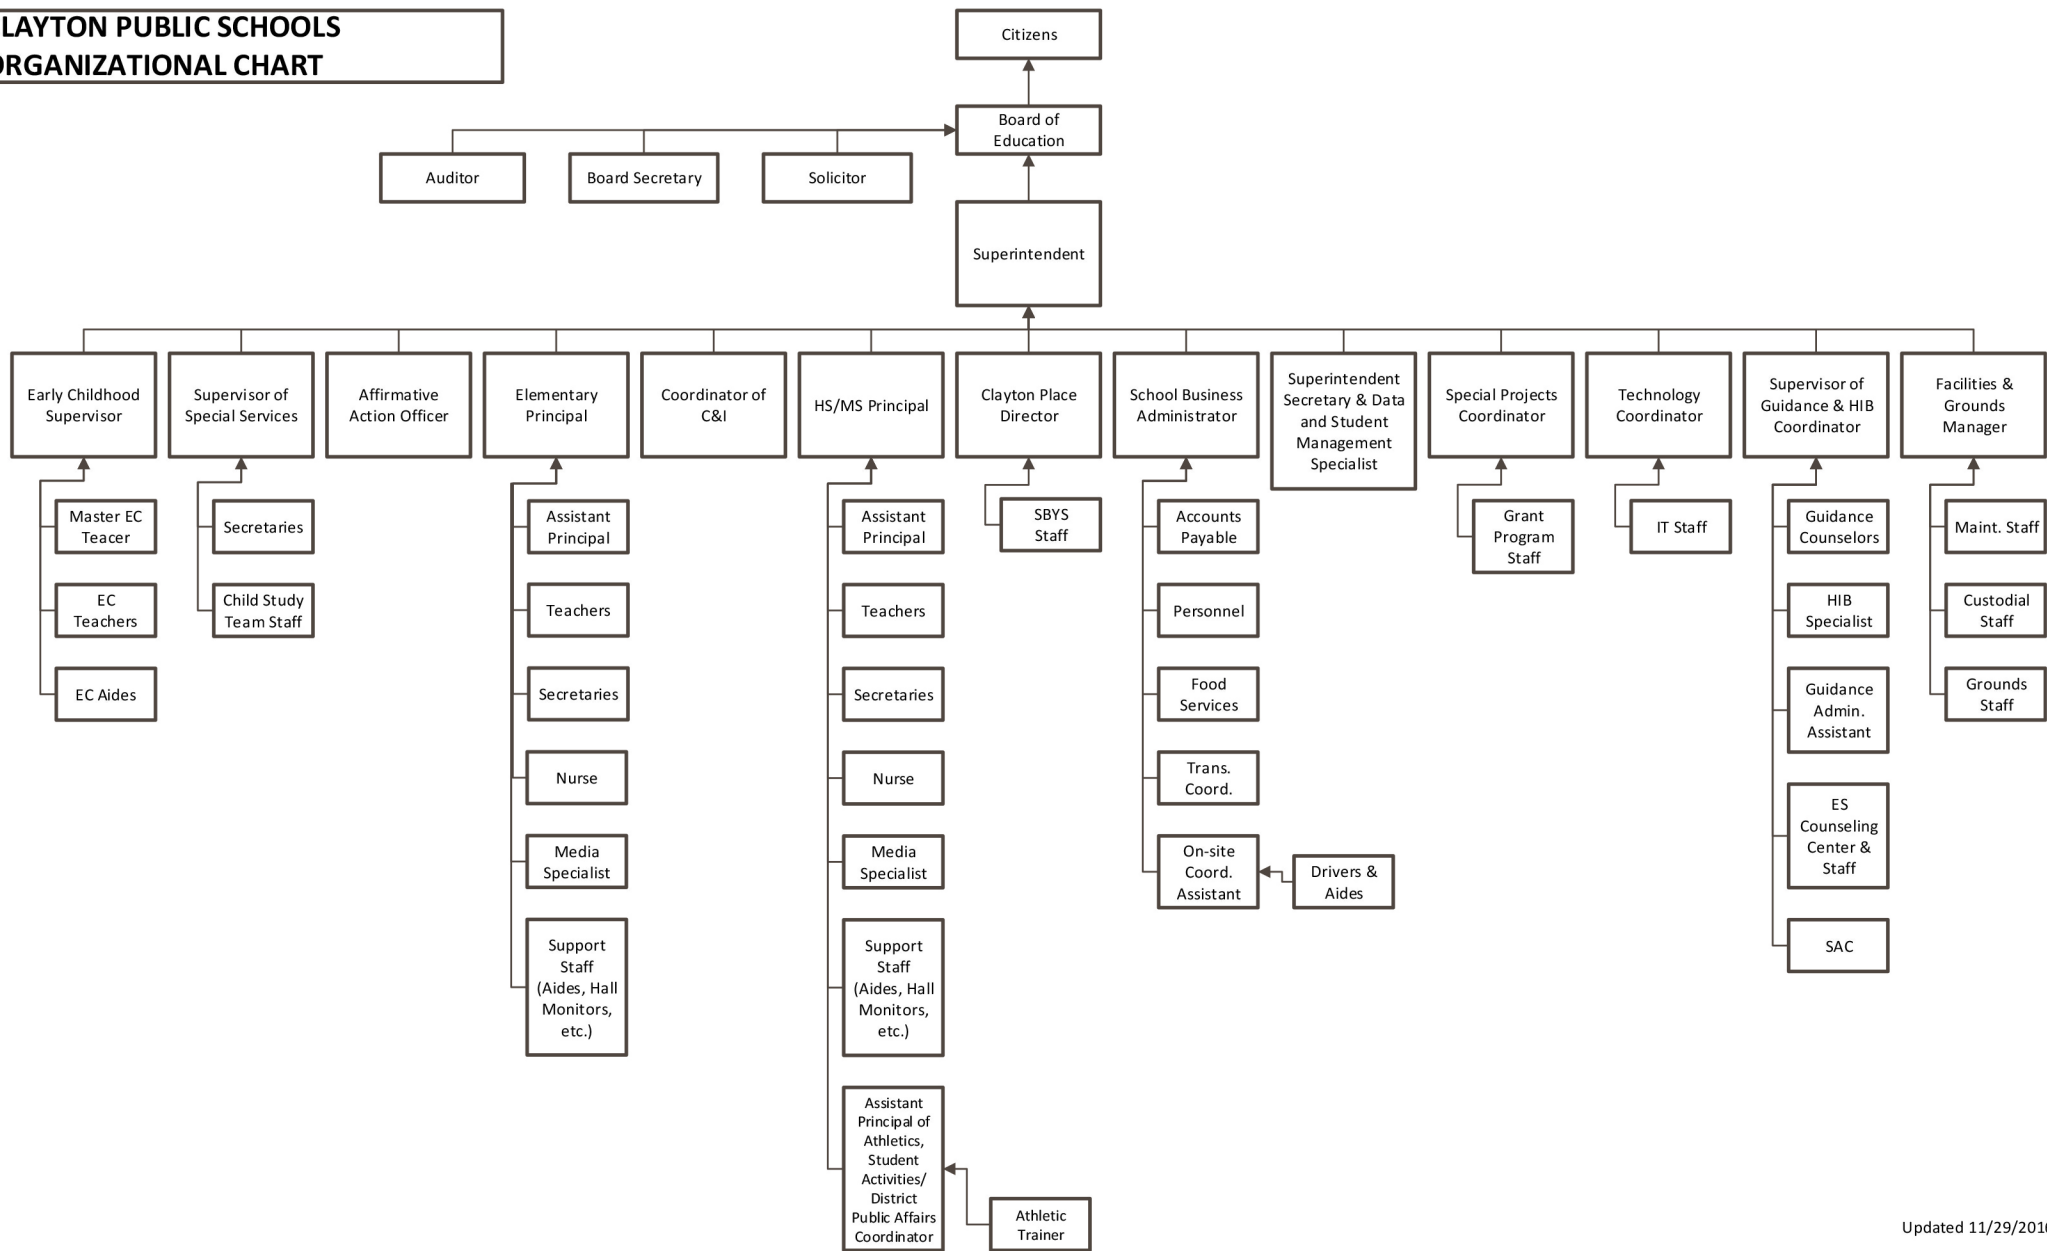 LAYTON PUBLIC SCHOOLS
ORGANIZATIONAL CHART
Citizens
Board of
Education
Auditor
Board Secretary
Solicitor
Superintendent
Early Childhood
Supervisor
Supervisor of
Special Services
Affirmative
Action Officer
Elementary
Principal
Coordinator of
C&I
HS/MS Principal
Clayton Place
Director
School Business
Administrator
Superintendent
Secretary & Data
and Student
Management
Specialist
Special Projects
Coordinator
Technology
Coordinator
Supervisor of
Guidance & HIB
Coordinator
Facilities &
Grounds
Manager
Master EC
Teacer
EC
Teachers
EC Aides
Secretaries
Child Study
Team Staff
Assistant
Principal
Teachers
Secretaries
Nurse
Media
Specialist
Support
Staff
(Aides, Hall
Monitors,
etc.)
Assistant
Principal
Teachers
Secretaries
Nurse
Media
Specialist
Support
Staff
(Aides, Hall
Monitors,
etc.)
Assistant
Principal of
Athletics,
Student
Activities/
District
Public Affairs
Coordinator
Athletic
Trainer
SBYS
Staff
Accounts
Payable
Personnel
Food
Services
Trans.
Coord.
On-site
Coord.
Assistant
Drivers &
Aides
Grant
Program
Staff
IT Staff
Guidance
Counselors
HIB
Specialist
Guidance
Admin.
Assistant
ES
Counseling
Center &
Staff
SAC
Maint. Staff
Custodial
Staff
Grounds
Staff
Updated 11/29/2016